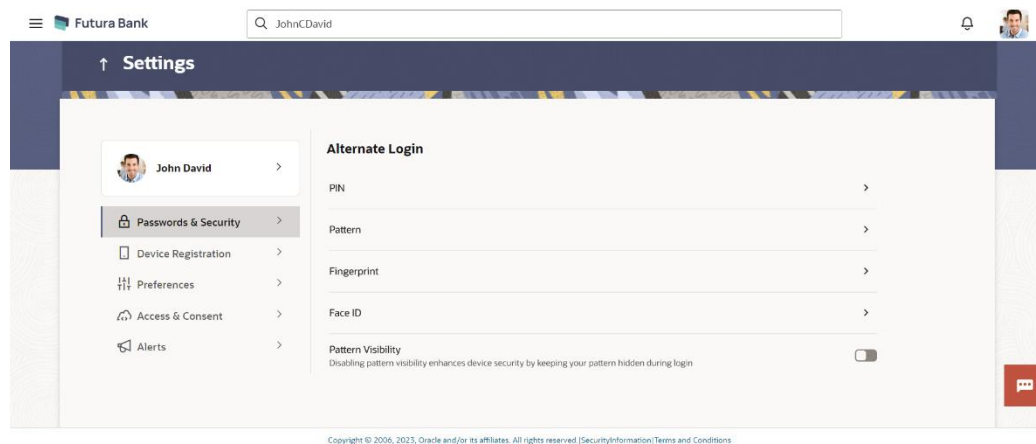 Futura Bank
JohnCDavid
↑ Settings
John David
Passwords & Security
Device Registration
Preferences
Access & Consent
Alerts
Alternate Login
PIN
Pattern
Fingerprint
Face ID
Pattern Visibility
Disabling pattern visibility enhances device security by keeping your pattern hidden during login
Copyright © 2006, 2023, Oracle and/or its affiliates. All rights reserved.|SecurityInformation|Terms and Conditions